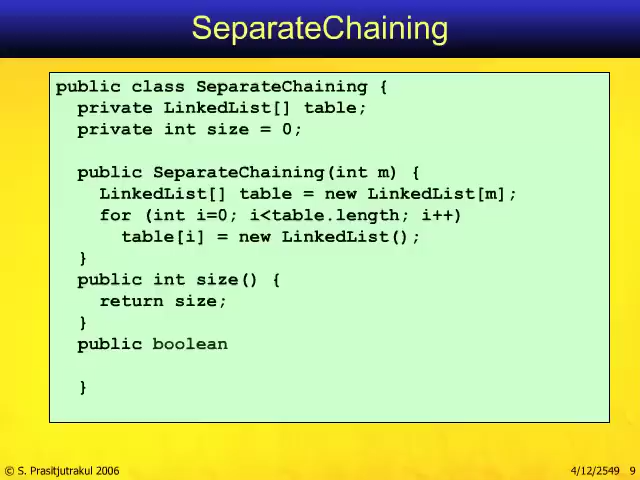 SeparateChaining
public class SeparateChaining {
private LinkedList[] table;
private int size = 0;
public SeparateChaining(int m) {
LinkedList[] table = new LinkedList[m];
for (int i=0; i<table.length; i++)
table[i] = new LinkedList();
}
public int size() {
return size;
}
public boolean
}
© S. Prasitjutrakul 2006
4/12/2549 9